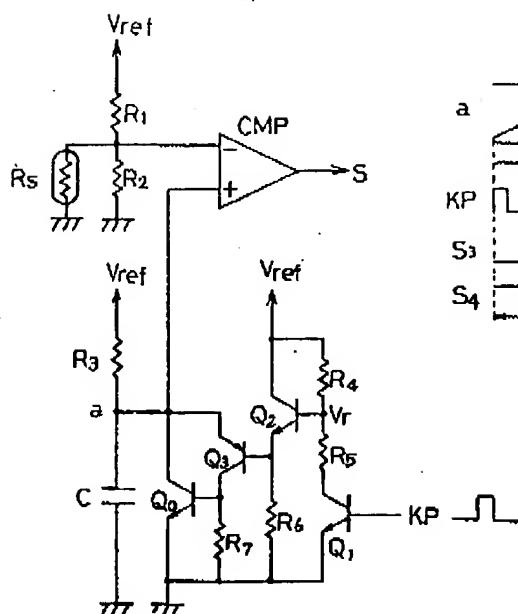 Vref
R1
CMP
Rs
R2
−
+
S
Vref
R3
a
C
Q0
Q3
R7
Vref
Q2
R4
Vr
R5
R6
Q1
KP
a
KP
S3
S4